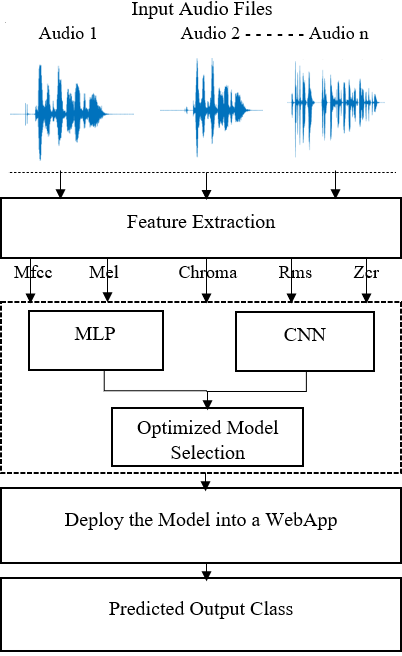 Input Audio Files
Audio 1 Audio 2 - - - - - - Audio n
Feature Extraction
Mfcc Mel Chroma Rms Zcr
MLP CNN
Optimized Model
Selection
Deploy the Model into a WebApp
Predicted Output Class